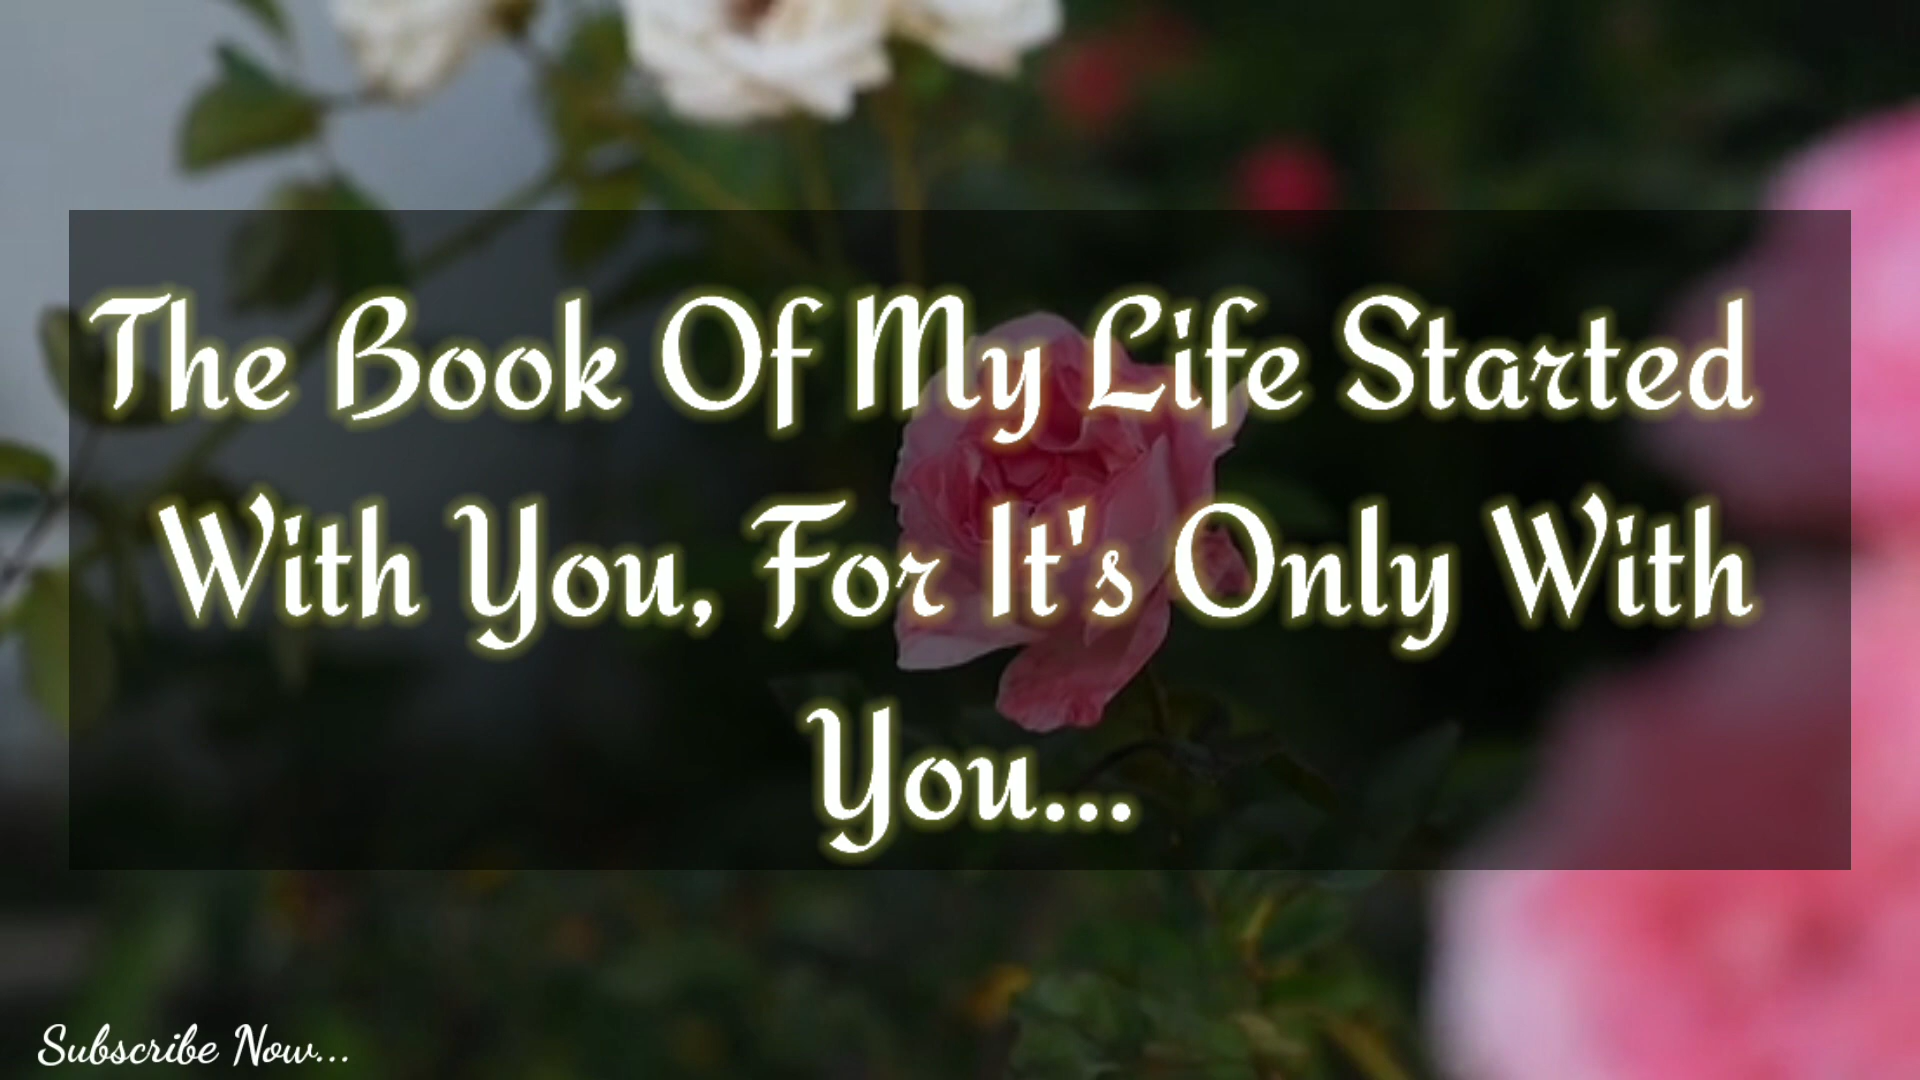 The Book Of My Life Started
With You, For It's Only With
You...
Subscribe Now...